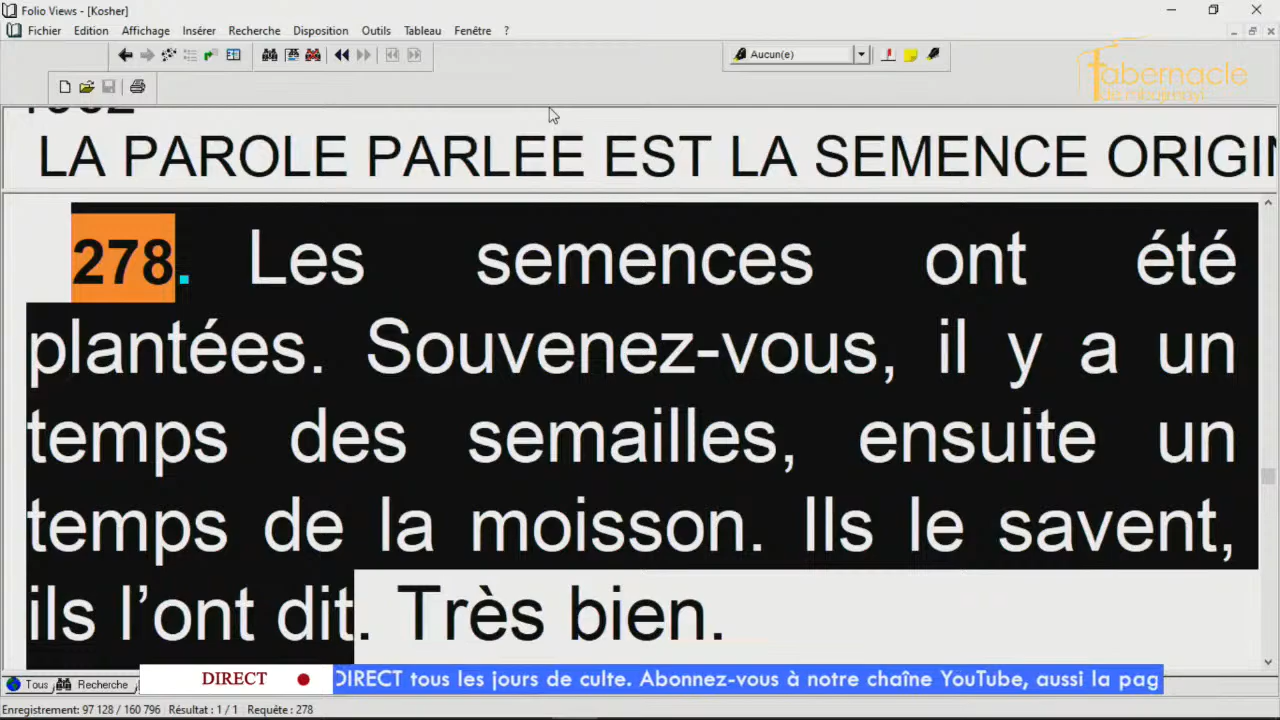 Folio Views - [Kosher]
Fichier Edition Affichage Insérer Recherche Disposition Outils Tableau Fenêtre ?
Aucun(e)
Tabernacle
LA PAROLE PARLEE EST LA SEMENCE ORIGIN
278. Les semences ont été
plantées. Souvenez-vous, il y a un
temps des semailles, ensuite un
temps de la moisson. Ils le savent,
ils l’ont dit. Très bien.
DIRECT DIRECT tous les jours de culte. Abonnez-vous à notre chaîne YouTube, aussi la pag
Tous Recherche
Enregistrement: 97 128 / 160 796 Résultat : 1 / 1 Requête : 278